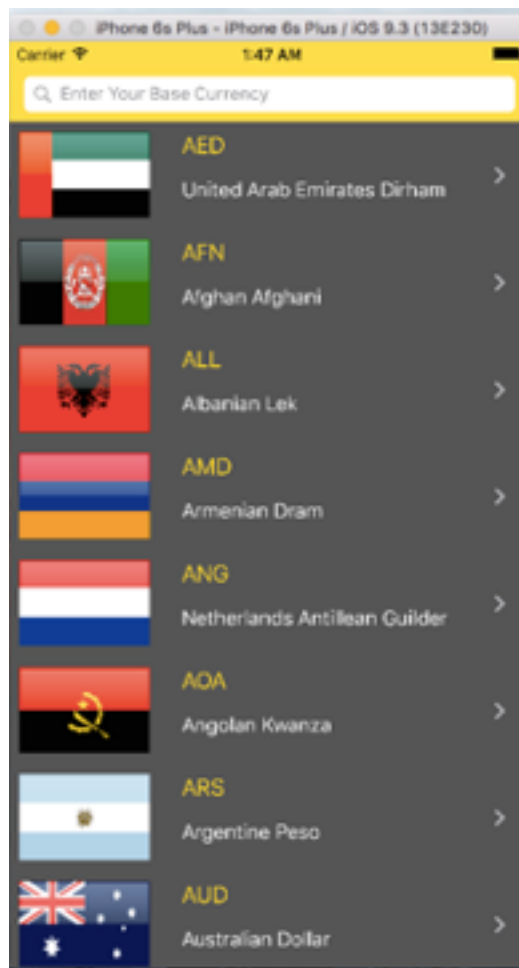 iPhone 6s Plus - iPhone 6s Plus / iOS 9.3 (13E230)
Carrier 1:47 AM
Enter Your Base Currency
AED
United Arab Emirates Dirham
AFN
Afghan Afghani
ALL
Albanian Lek
AMD
Armenian Dram
ANG
Netherlands Antillean Guilder
AOA
Angolan Kwanza
ARS
Argentine Peso
AUD
Australian Dollar